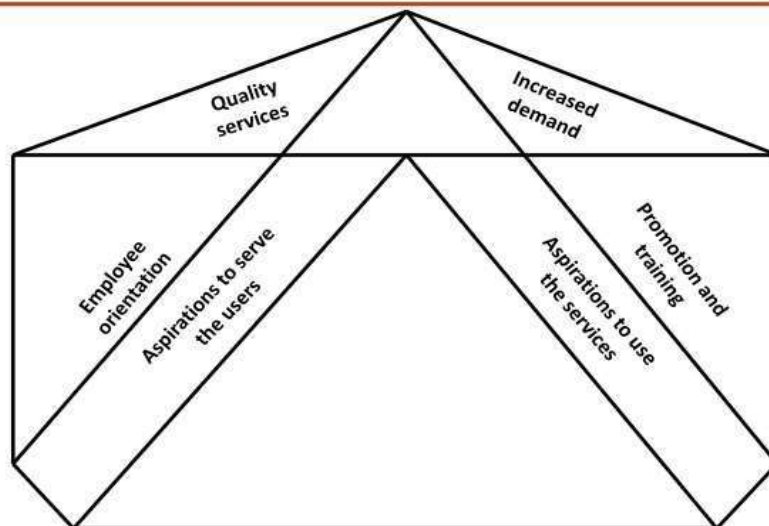 Quality
services
Increased
demand
Employee
orientation
Aspirations to serve
the users
Aspirations to use
the services
Promotion and
training